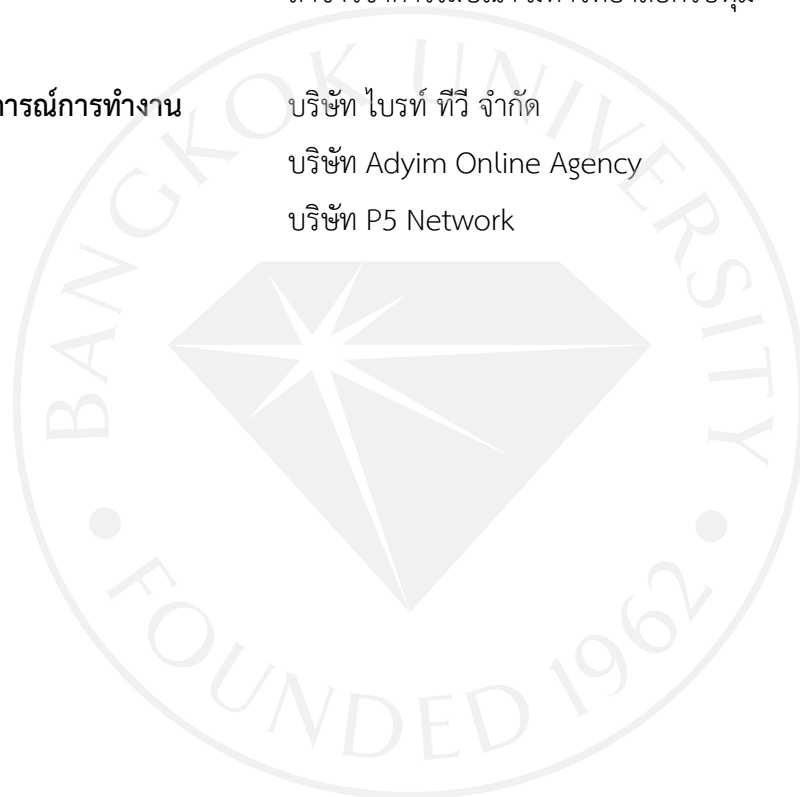 การณ์การทำงาน บริษัท ไบรท์ ทีวี จำกัด
บริษัท Adyim Online Agency
บริษัท P5 Network
BANGKOK UNIVERSITY
FOUNDED 1962